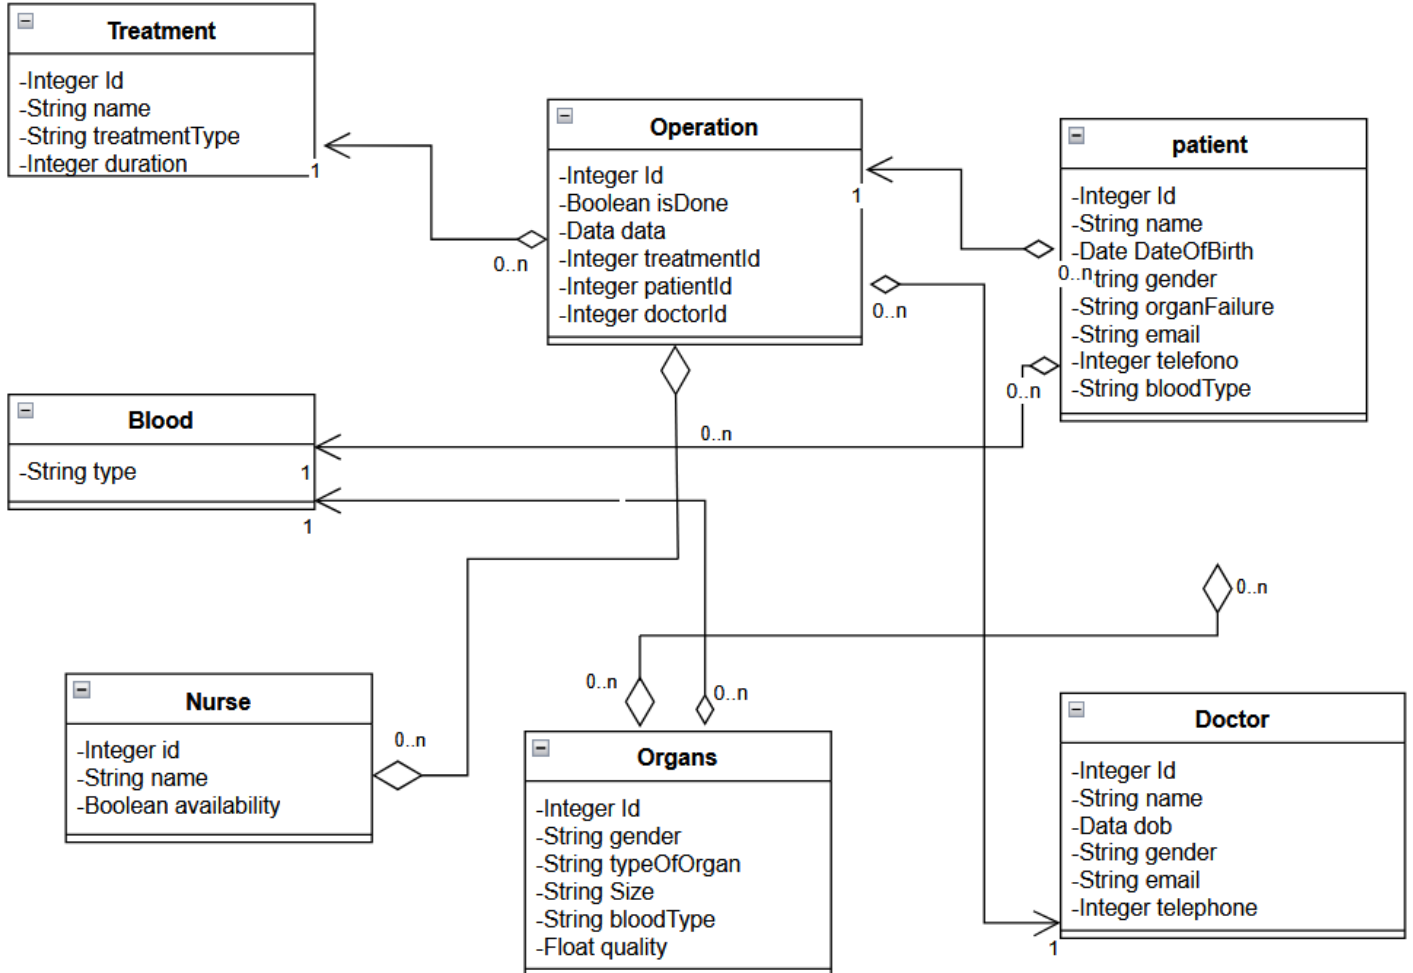 Treatment
-Integer Id
-String name
-String treatmentType
-Integer duration
1
Operation
-Integer Id
-Boolean isDone
-Data data
-Integer treatmentId
-Integer patientId
-Integer doctorId
1
0..n
0..n
patient
-Integer Id
-String name
-Date DateOfBirth
0..n
tring gender
-String organFailure
-String email
-Integer telefono
-String bloodType
0..n
Blood
-String type
1
1
0..n
0..n
Nurse
-Integer id
-String name
-Boolean availability
0..n
0..n
0..n
Organs
-Integer Id
-String gender
-String typeOfOrgan
-String Size
-String bloodType
-Float quality
Doctor
-Integer Id
-String name
-Data dob
-String gender
-String email
-Integer telephone
1